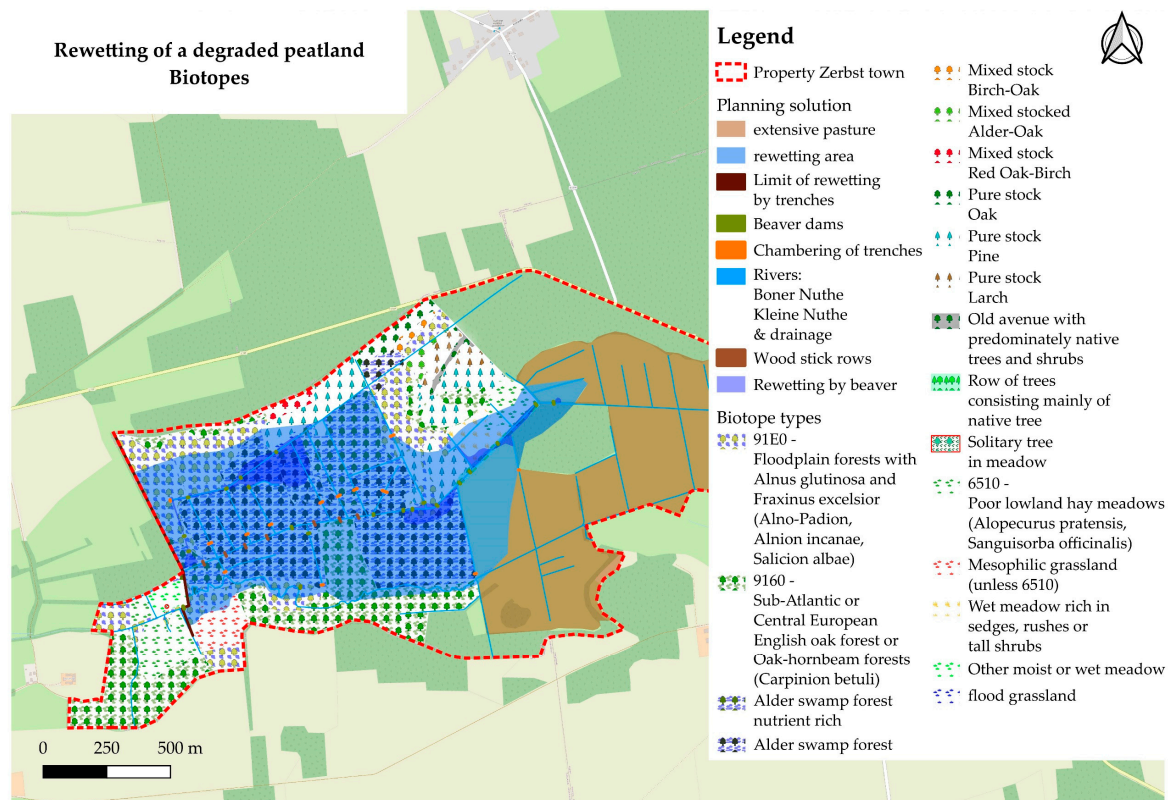 Rewetting of a degraded peatland
Biotopes
Legend
Property Zerbst town
Planning solution
extensive pasture
rewetting area
Limit of rewetting
by trenches
Beaver dams
Chambering of trenches
Rivers:
Boner Nuthe
Kleine Nuthe
& drainage
Wood stick rows
Rewetting by beaver
Biotope types
91E0 -
Floodplain forests with
Alnus glutinosa and
Fraxinus excelsior
(Alno-Padion,
Alnion incanae,
Salicion albae)
9160 -
Sub-Atlantic or
Central European
English oak forest or
Oak-hornbeam forests
(Carpinion betuli)
Alder swamp forest
nutrient rich
Alder swamp forest
Mixed stock
Birch-Oak
Mixed stocked
Alder-Oak
Mixed stock
Red Oak-Birch
Pure stock
Oak
Pure stock
Pine
Pure stock
Larch
Old avenue with
predominately native
trees and shrubs
Row of trees
consisting mainly of
native tree
Solitary tree
in meadow
6510 -
Poor lowland hay meadows
(Alopecurus pratensis,
Sanguisorba officinalis)
Mesophilic grassland
(unless 6510)
Wet meadow rich in
sedges, rushes or
tall shrubs
Other moist or wet meadow
flood grassland
0 250 500 m